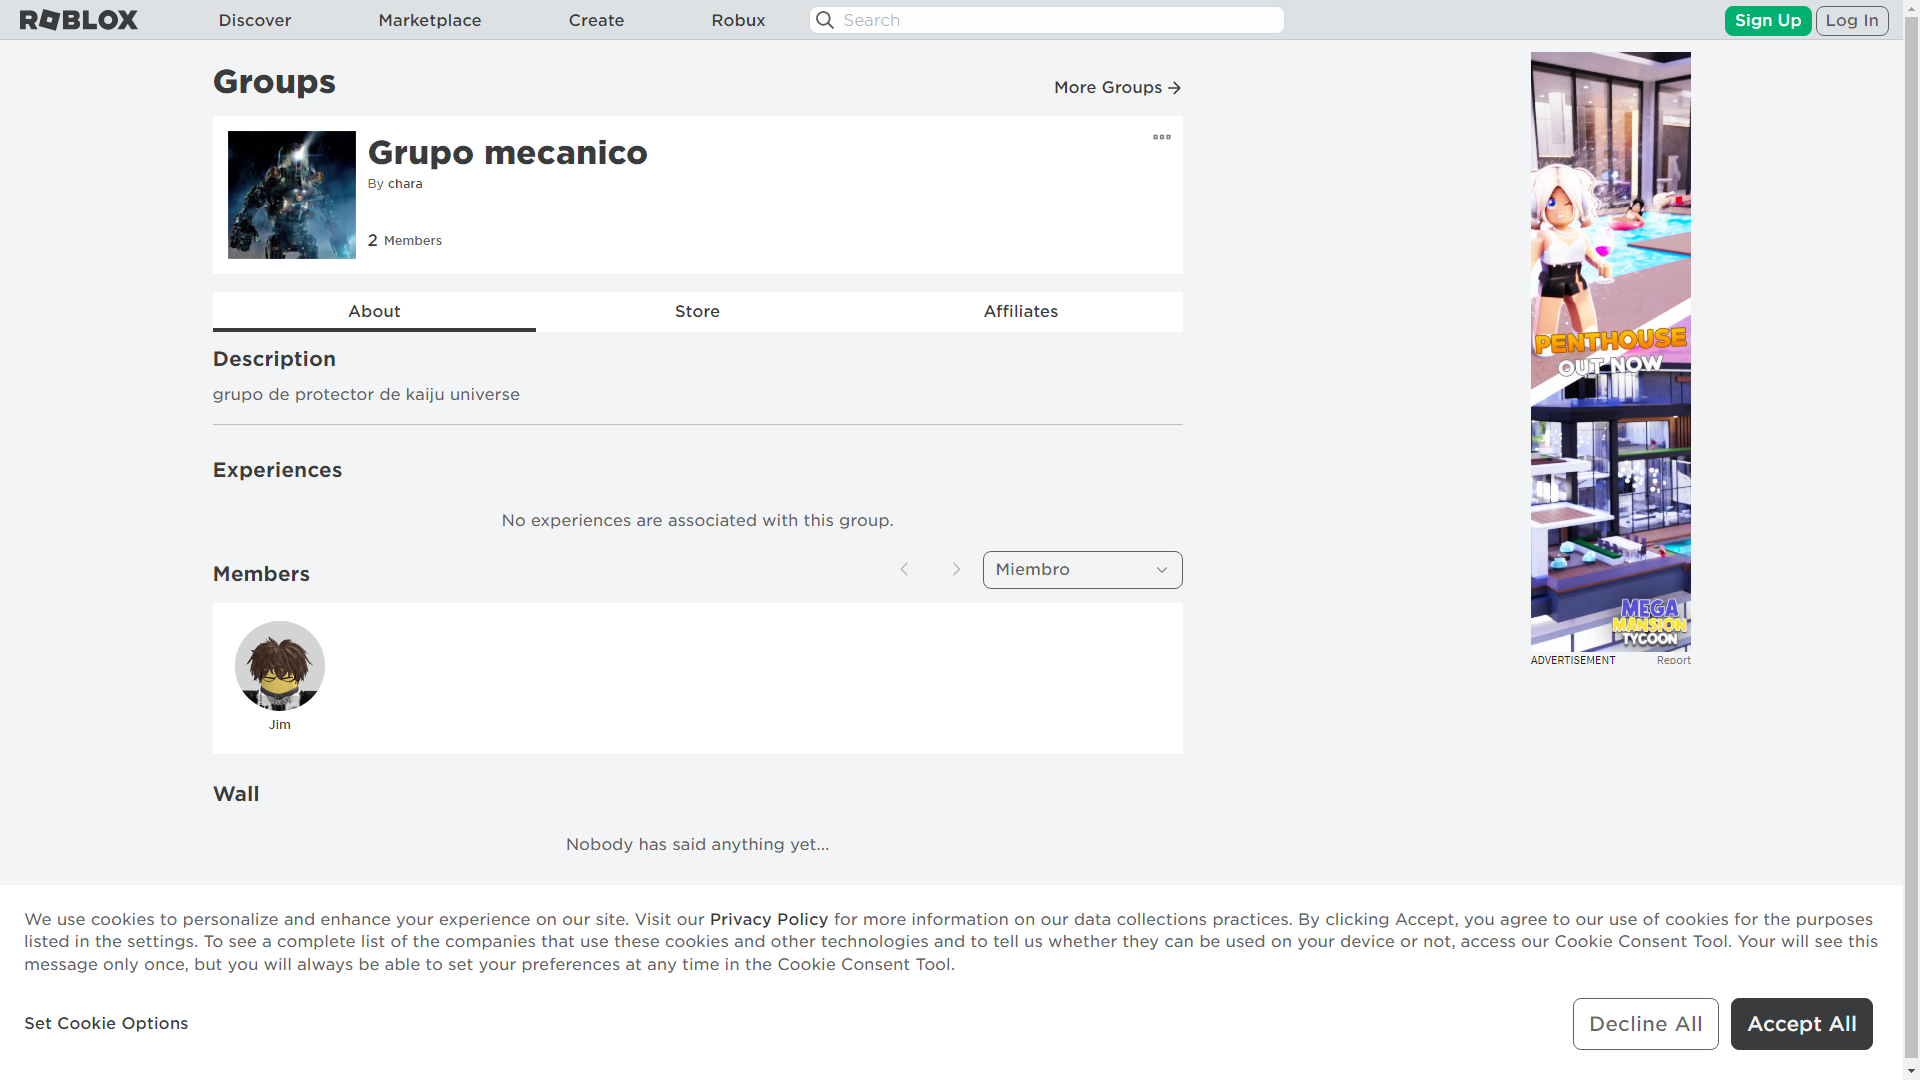 ROBLOX
Discover
Marketplace
Create
Robux
Search
Sign Up
Log In
Groups
More Groups
Grupo mecanico
By chara
2 Members
About
Store
Affiliates
Description
grupo de protector de kaiju universe
Experiences
No experiences are associated with this group.
Members
Miembro
Jim
Wall
Nobody has said anything yet...
PENTHOUSE
OUT NOW
MEGA
MANSION
TYCOON
ADVERTISEMENT
Report
We use cookies to personalize and enhance your experience on our site. Visit our Privacy Policy for more information on our data collections practices. By clicking Accept, you agree to our use of cookies for the purposes
listed in the settings. To see a complete list of the companies that use these cookies and other technologies and to tell us whether they can be used on your device or not, access our Cookie Consent Tool. Your will see this
message only once, but you will always be able to set your preferences at any time in the Cookie Consent Tool.
Set Cookie Options
Decline All
Accept All